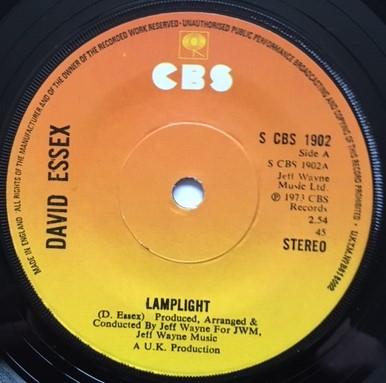 MADE IN ENGLAND · ALL RIGHTS OF THE MANUFACTURER AND OF THE OWNER OF THE RECORDED WORK RESERVED · UNAUTHORISED PUBLIC PERFORMANCE BROADCASTING AND COPYING OF THIS RECORD PROHIBITED ·
CBS
DAVID ESSEX
S CBS 1902
Side A
S CBS 1902A
Jeff Wayne
Music Ltd.
℗ 1973 CBS
Records
2.54
45
STEREO
LAMPLIGHT
(D. Essex) Produced, Arranged &
Conducted By Jeff Wayne For JWM,
Jeff Wayne Music
A U.K. Production